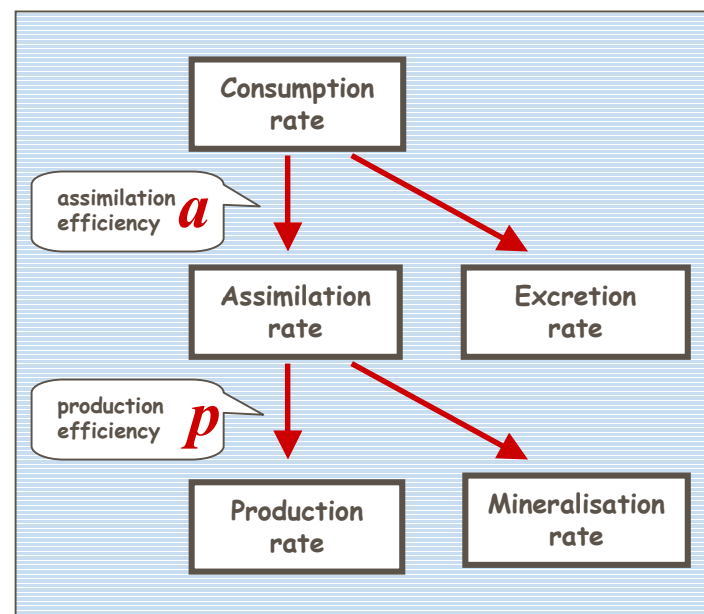 Consumption
rate
assimilation
efficiency a
Assimilation
rate
Excretion
rate
production
efficiency p
Production
rate
Mineralisation
rate